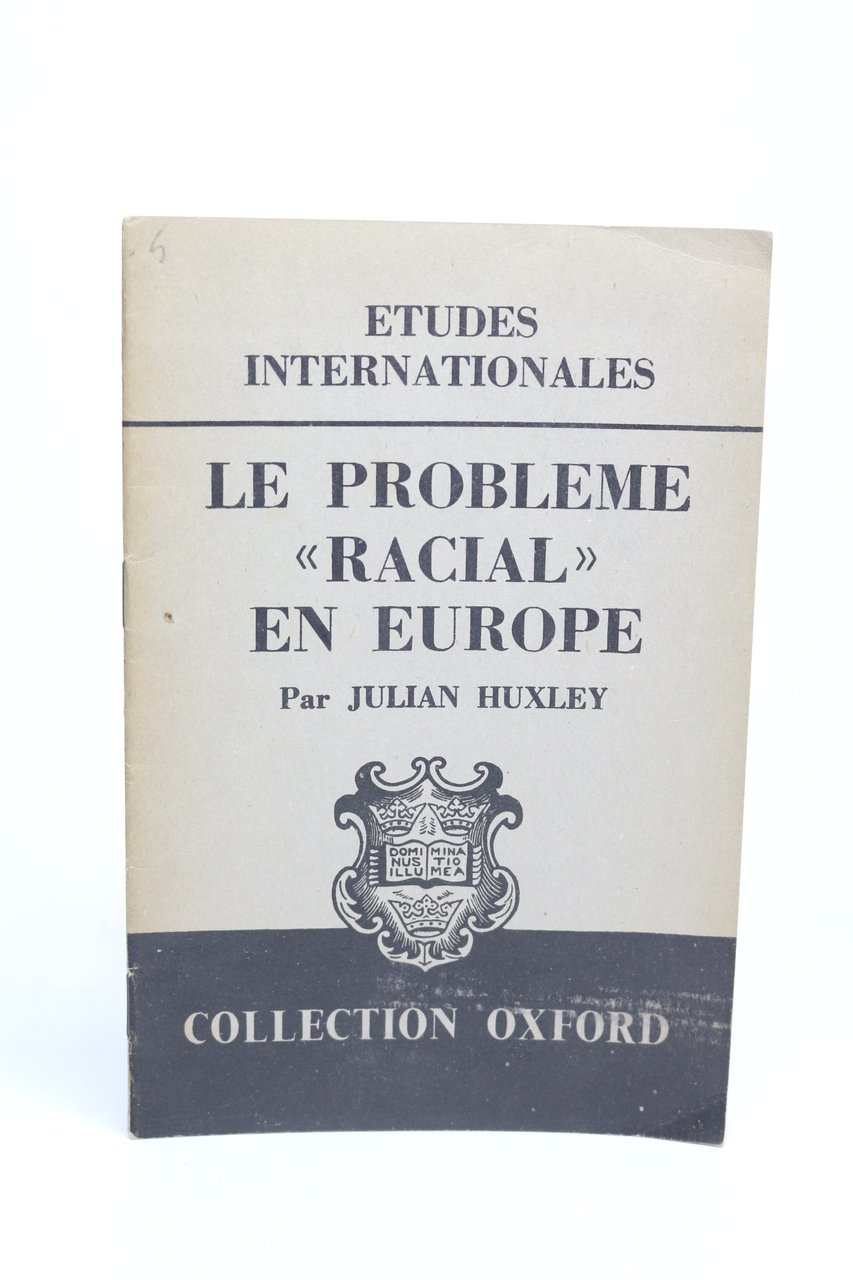 ETUDES
INTERNATIONALES
LE PROBLEME
«RACIAL»
EN EUROPE
Par JULIAN HUXLEY
DOMI MINA
NUS TIO
ILLU MEA
COLLECTION OXFORD